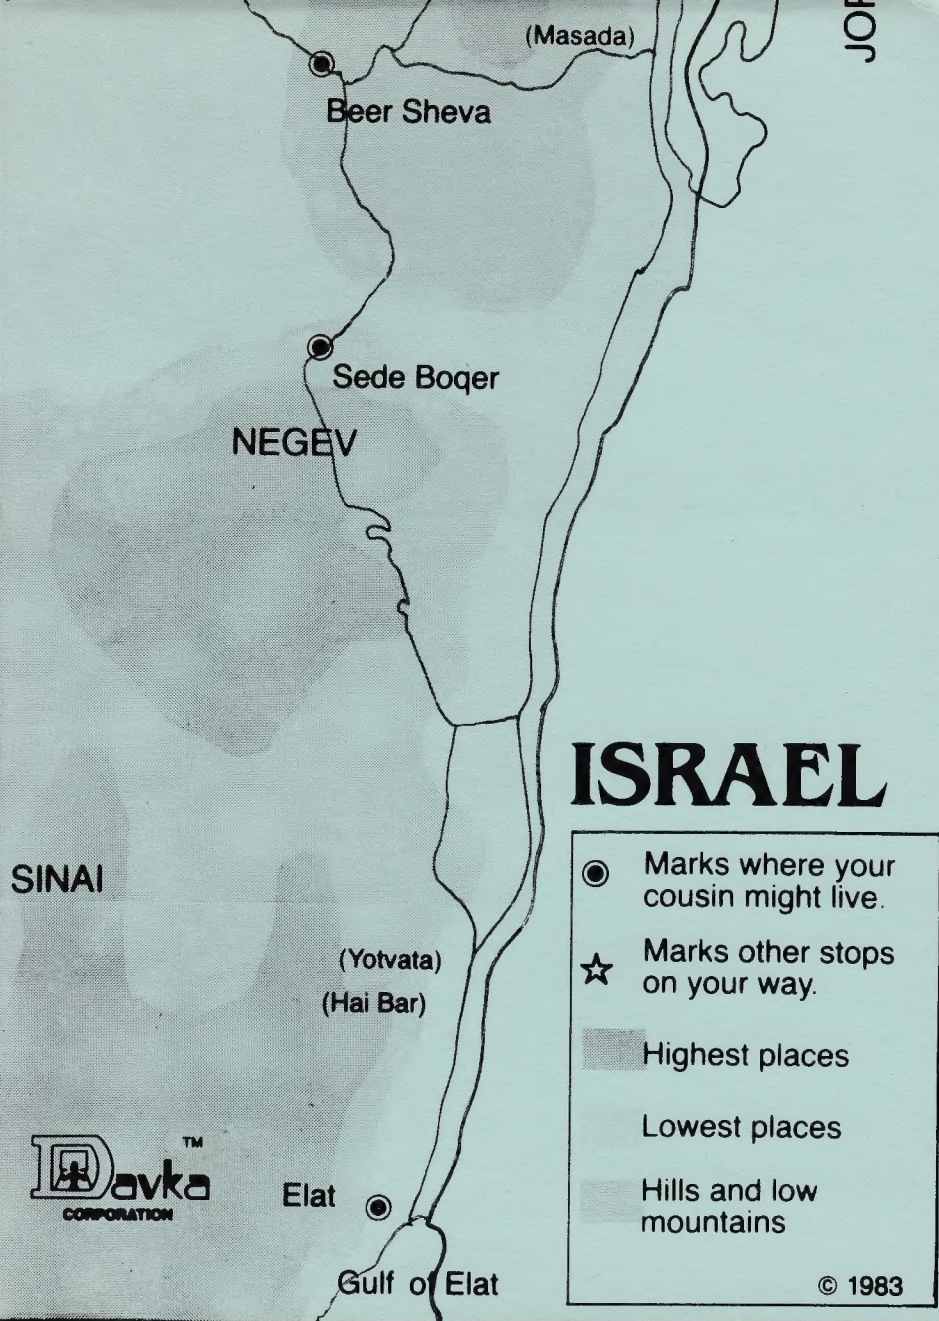 (Masada)
JOR
Beer Sheva
Sede Boqer
NEGEV
ISRAEL
Marks where your
cousin might live.
Marks other stops
on your way.
Highest places
Lowest places
Hills and low
mountains
© 1983
SINAI
(Yotvata)
(Hai Bar)
Davka
TM
CORPORATION
Elat
Gulf of Elat